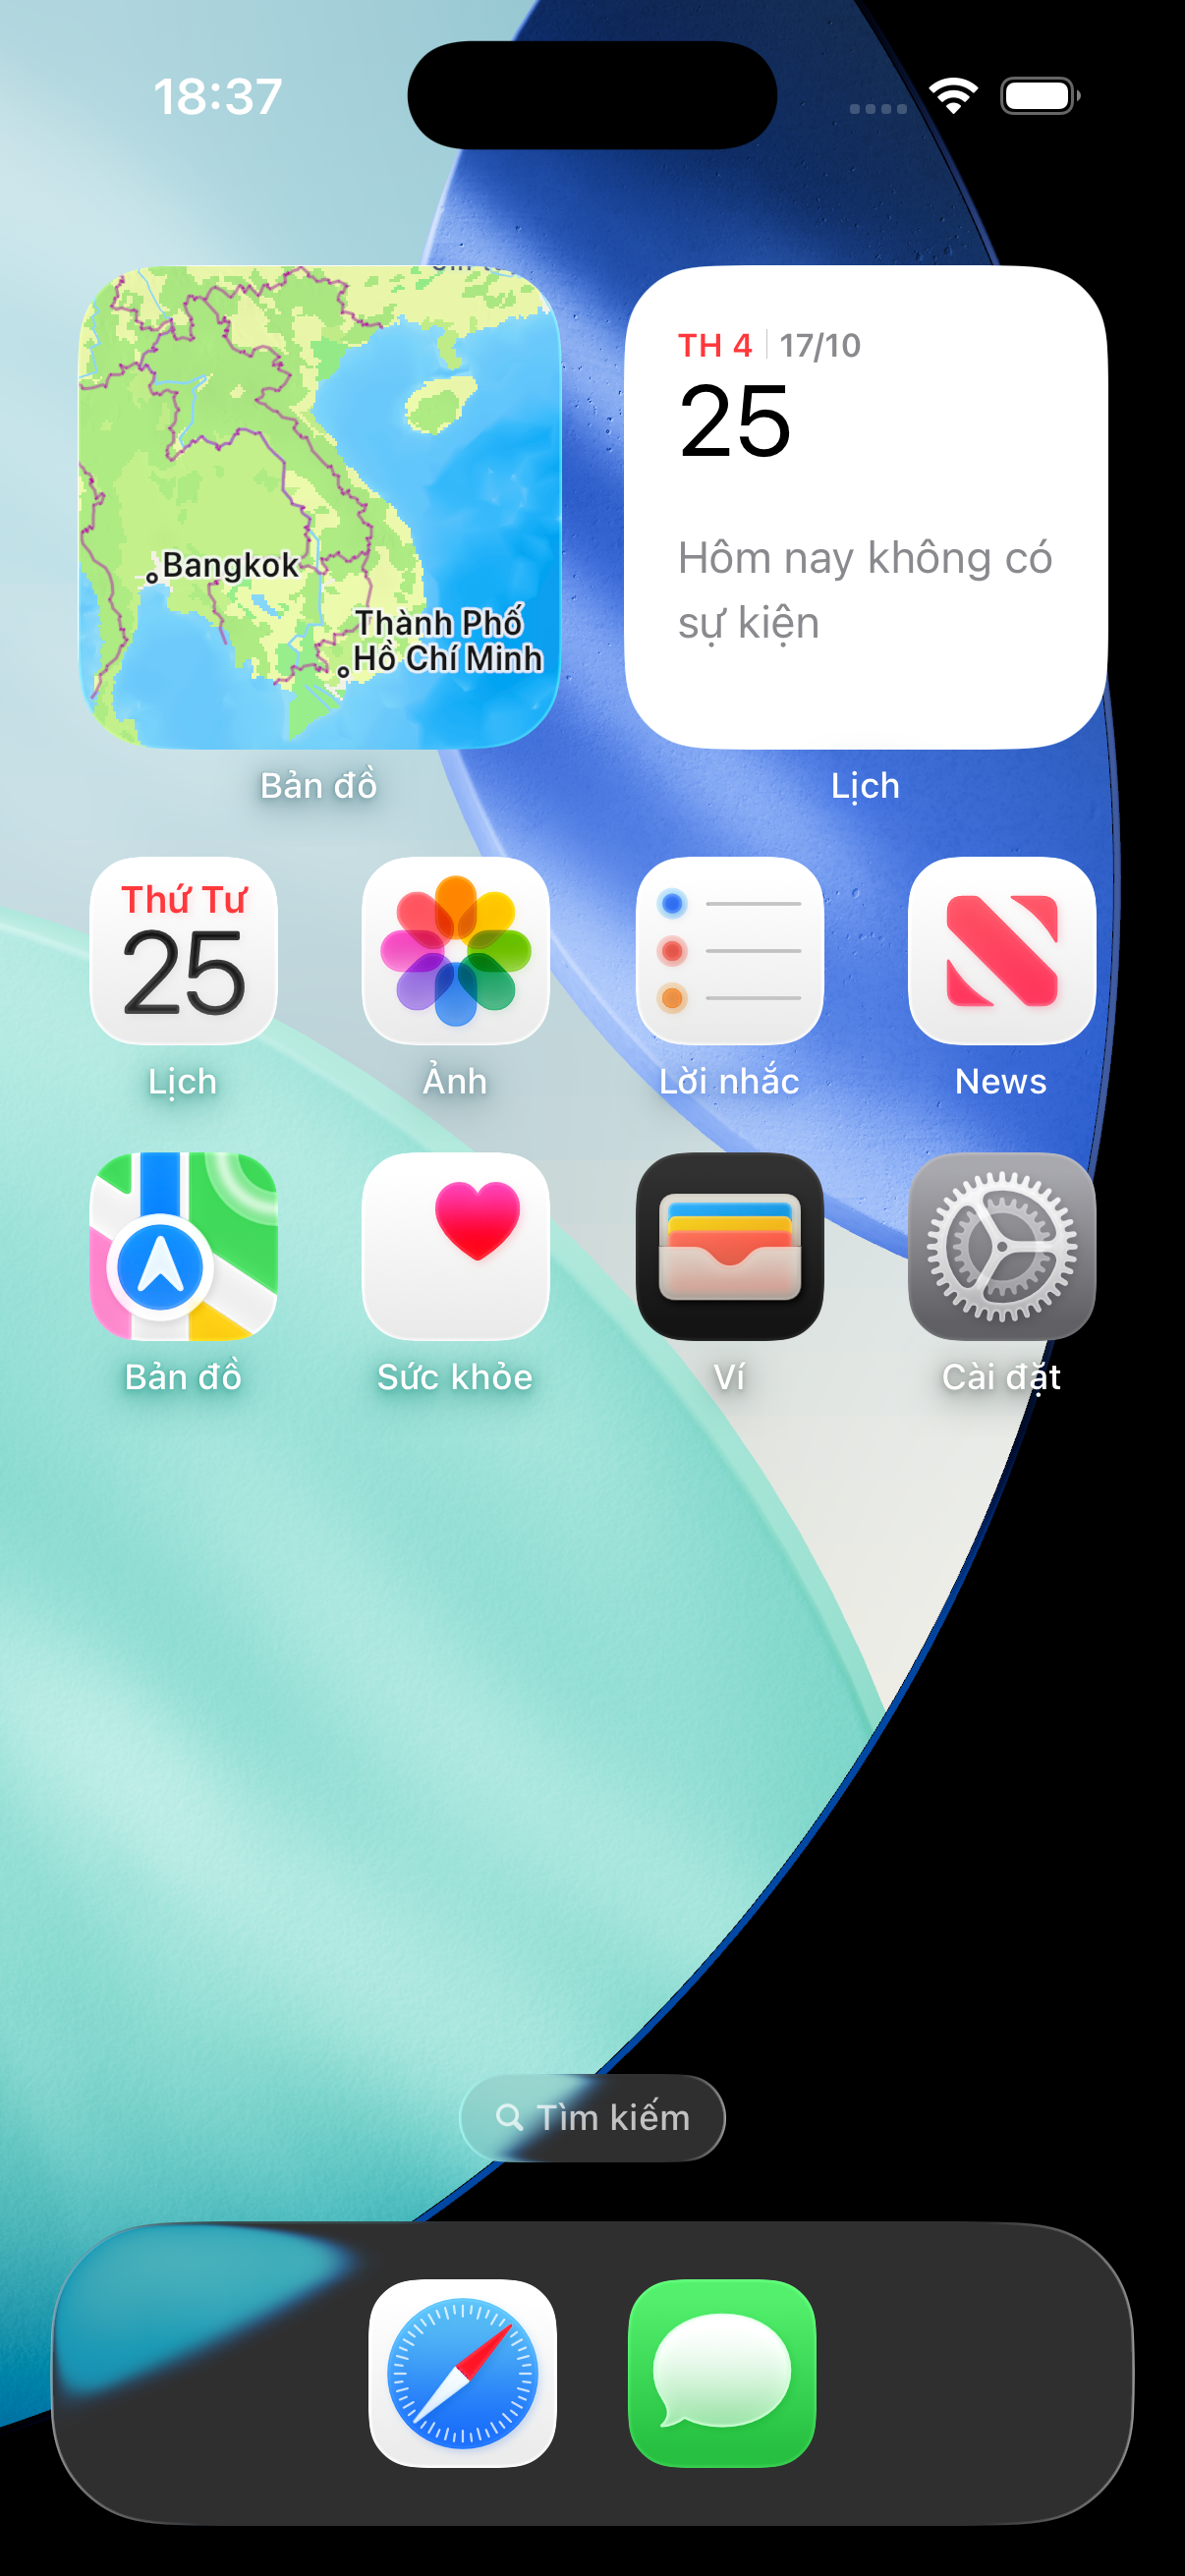 18:37
Bangkok
Thành Phố
Hồ Chí Minh
Bản đồ
TH 4 17/10
25
Hôm nay không có
sự kiện
Lịch
Thứ Tư
25
Lịch
Ảnh
Lời nhắc
News
Bản đồ
Sức khỏe
Ví
Cài đặt
Tìm kiếm